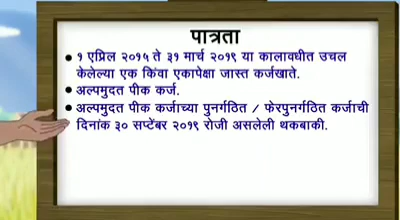 पात्रता
• १ एप्रिल २०१५ ते ३१ मार्च २०१९ या कालावधीत उचल
केलेल्या एक किंवा एकापेक्षा जास्त कर्जखाते.
• अल्पमुदत पीक कर्ज.
• अल्पमुदत पीक कर्जाच्या पुनर्गठित / फेरपुनर्गठित कर्जाची
दिनांक ३० सप्टेंबर २०१९ रोजी असलेली थकबाकी.